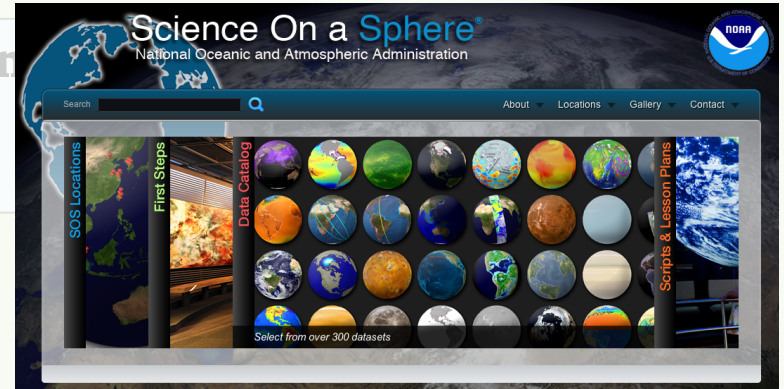 Science On a Sphere®
National Oceanic and Atmospheric Administration
NOAA
Search
About
Locations
Gallery
Contact
SOS Locations
First Steps
Data Catalog
Scripts & Lesson Plans
Select from over 300 datasets